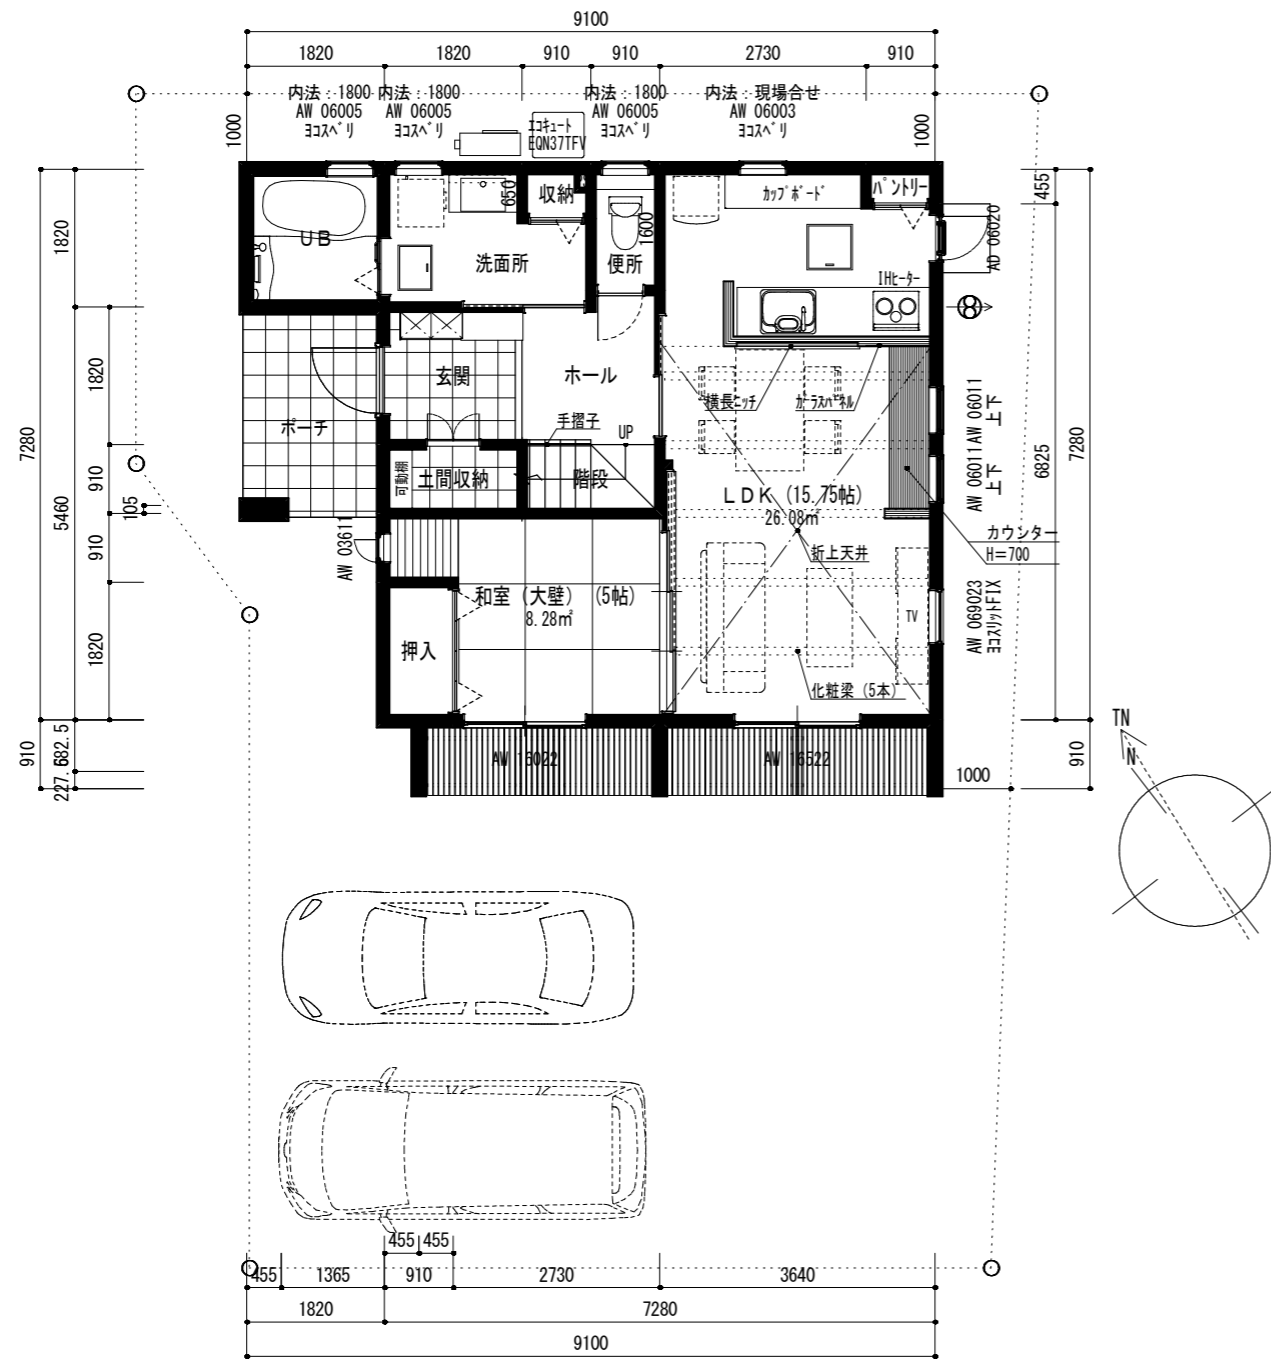 9100
1820
1820
910
910
2730
910
内法：1800
AW 06005
ﾖｺｽﾍﾞﾘ
内法：1800
AW 06005
ﾖｺｽﾍﾞﾘ
内法：1800
AW 06005
ﾖｺｽﾍﾞﾘ
内法：現場合せ
AW 06003
ﾖｺｽﾍﾞﾘ
1000
1000
ｴｺｷｭｰﾄ
EQN37TFV
UB
650
収納
洗面所
1600
便所
ｶｯﾌﾟﾎﾞｰﾄﾞ
ﾊﾟﾝﾄﾘｰ
AD 06020
IHﾋｰﾀｰ
玄関
ホール
ポーチ
手摺子
UP
可動棚
土間収納
階段
横長ﾆｯﾁ
ｶﾞﾗｽﾊﾟﾈﾙ
AW 06011
上下
AW 06011
上下
LDK (15.75帖)
26.08㎡
カウンター
H=700
折上天井
AW 03611
和室（大壁） (5帖)
8.28㎡
押入
TV
AW 069023
ﾖｺｽﾘｯﾄFIX
化粧梁（5本）
AW 16022
AW 16522
7280
1820
5460
1820
910
105
910
1820
910
682.5
227.5
455
6825
7280
910
1000
TN
N
455
455
455
1365
910
2730
3640
1820
7280
9100